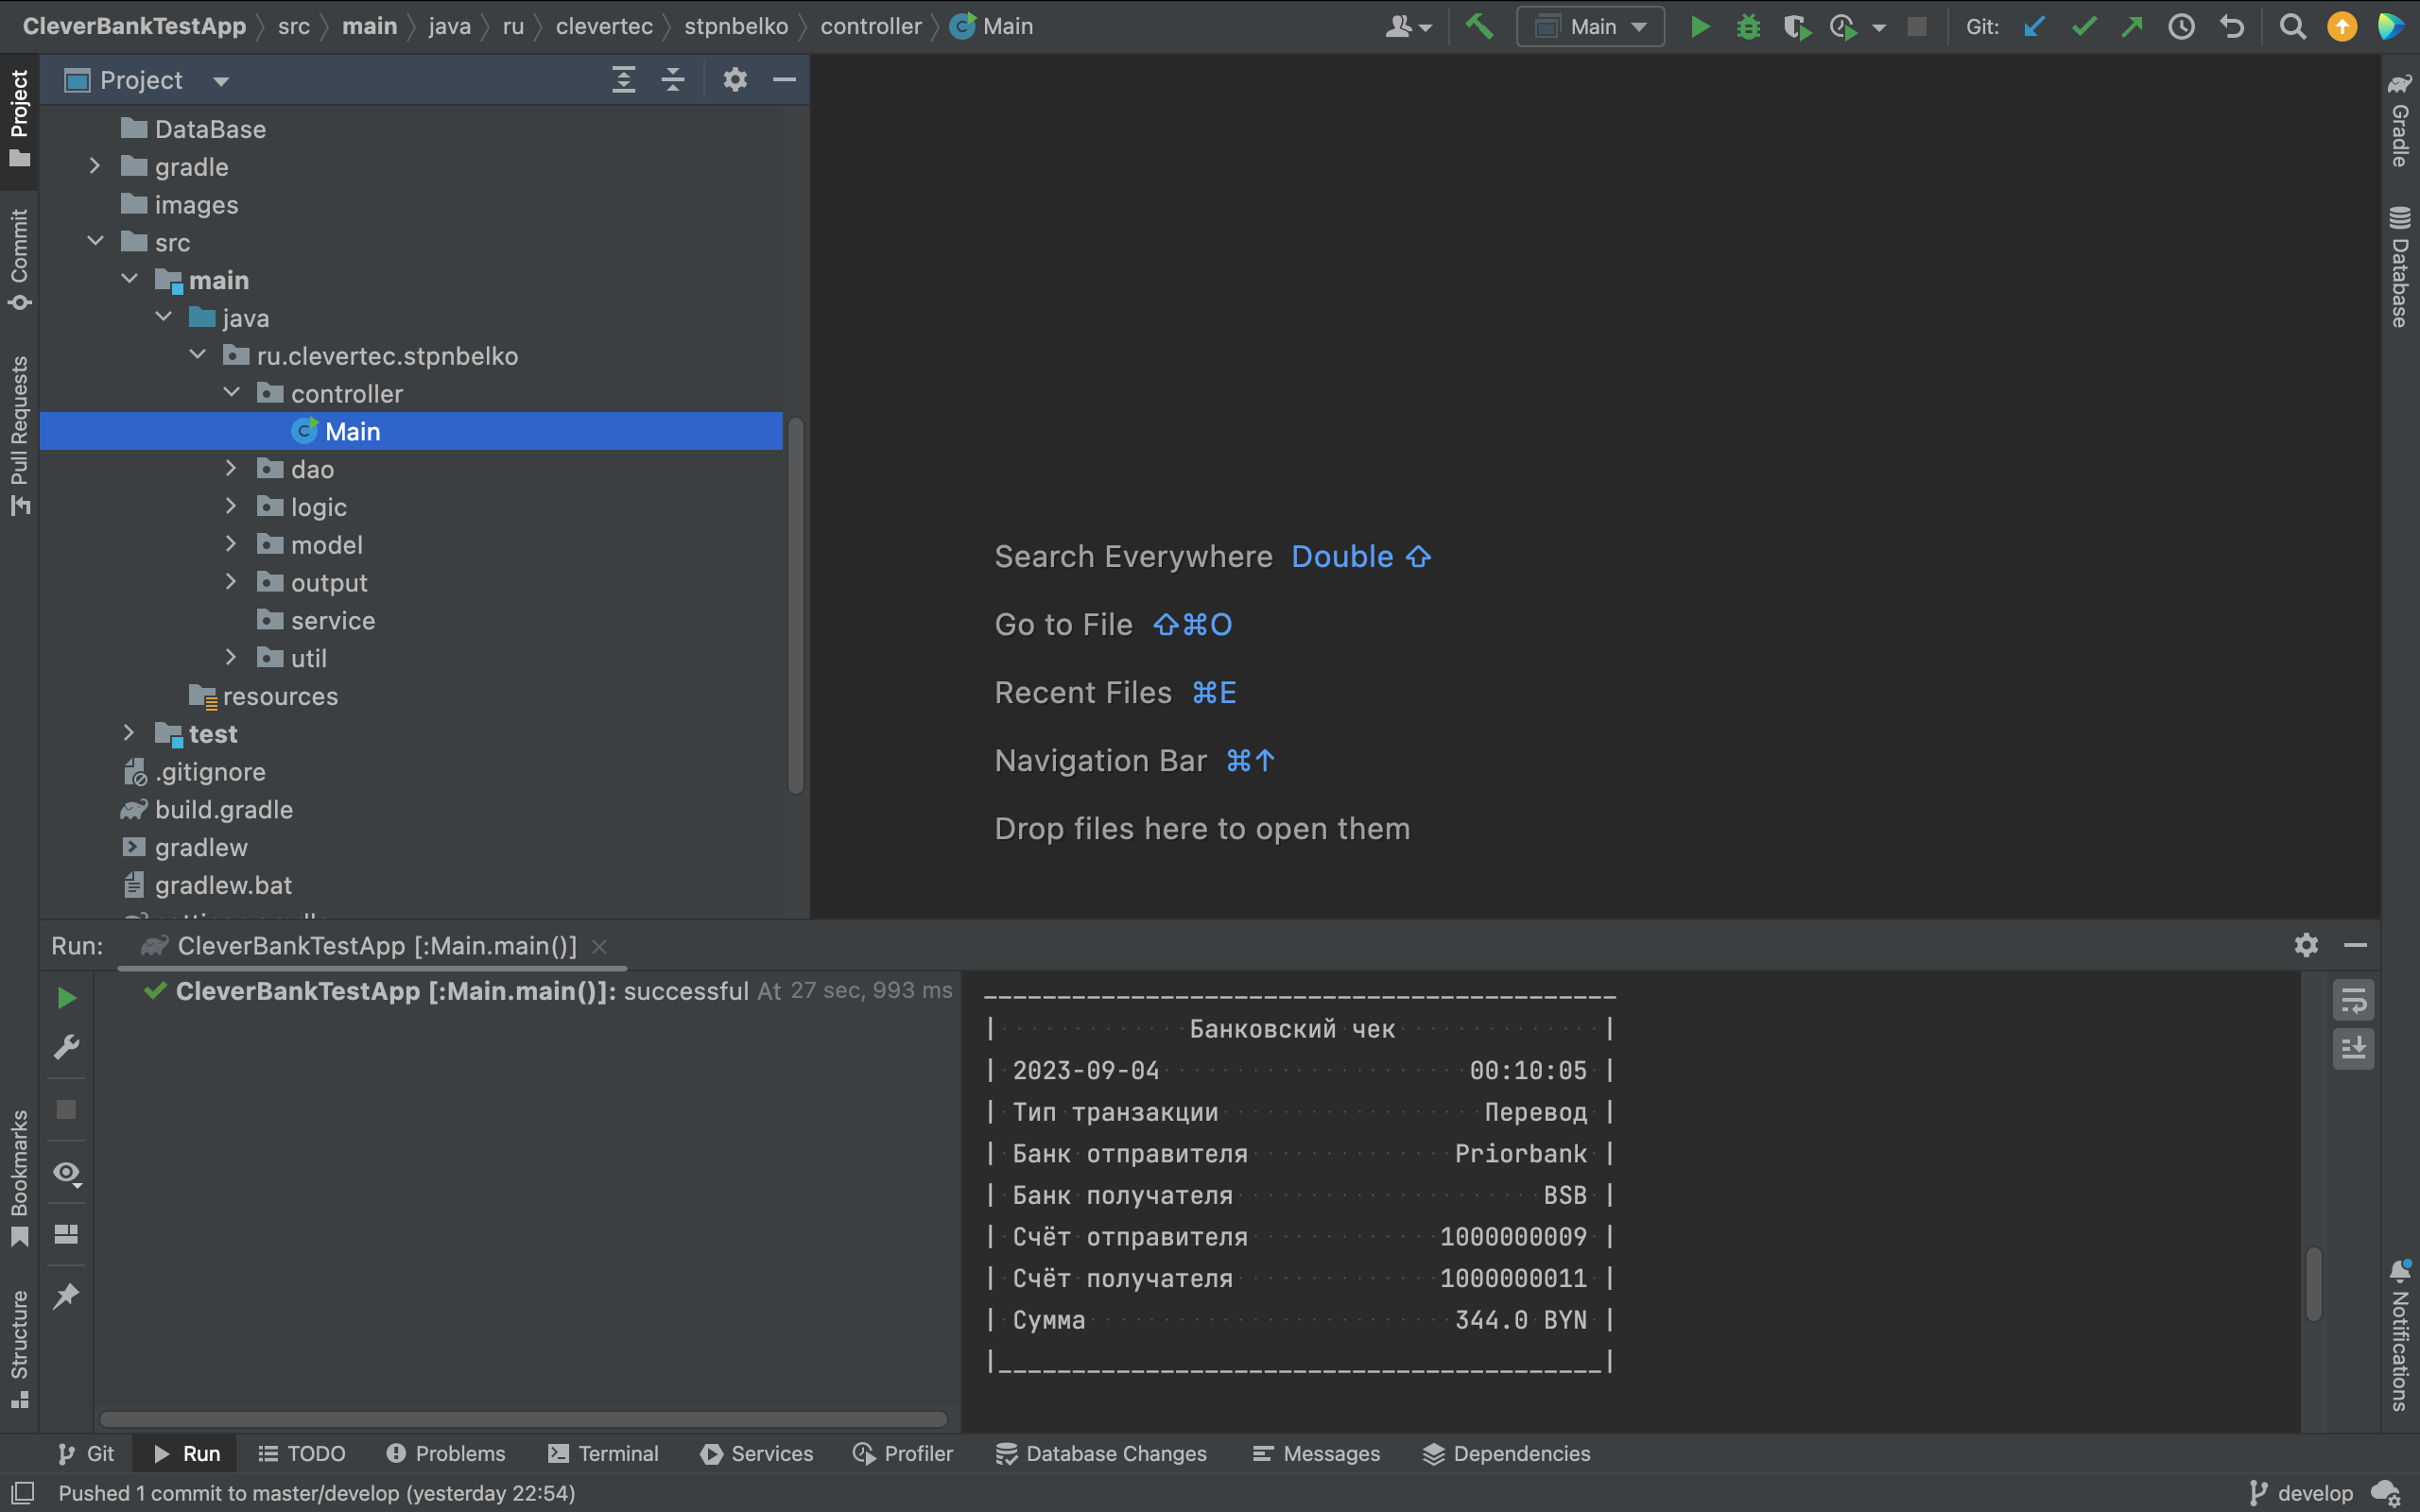 CleverBankTestApp src main java ru clevertec stpnbelko controller Main
Main
Git:
Project
Project
Commit
Pull Requests
Bookmarks
Structure
DataBase
gradle
images
src
main
java
ru.clevertec.stpnbelko
controller
Main
dao
logic
model
output
service
util
resources
test
.gitignore
build.gradle
gradlew
gradlew.bat
Search Everywhere Double ⇧
Go to File ⇧⌘O
Recent Files ⌘E
Navigation Bar ⌘↑
Drop files here to open them
Gradle
Database
Notifications
Run: CleverBankTestApp [:Main.main()]
CleverBankTestApp [:Main.main()]: successful At 27 sec, 993 ms
Банковский чек
2023-09-04 00:10:05
Тип транзакции Перевод
Банк отправителя Priorbank
Банк получателя BSB
Счёт отправителя 1000000009
Счёт получателя 1000000011
Сумма 344.0 BYN
Git Run TODO Problems Terminal Services Profiler Database Changes Messages Dependencies
Pushed 1 commit to master/develop (yesterday 22:54)
develop